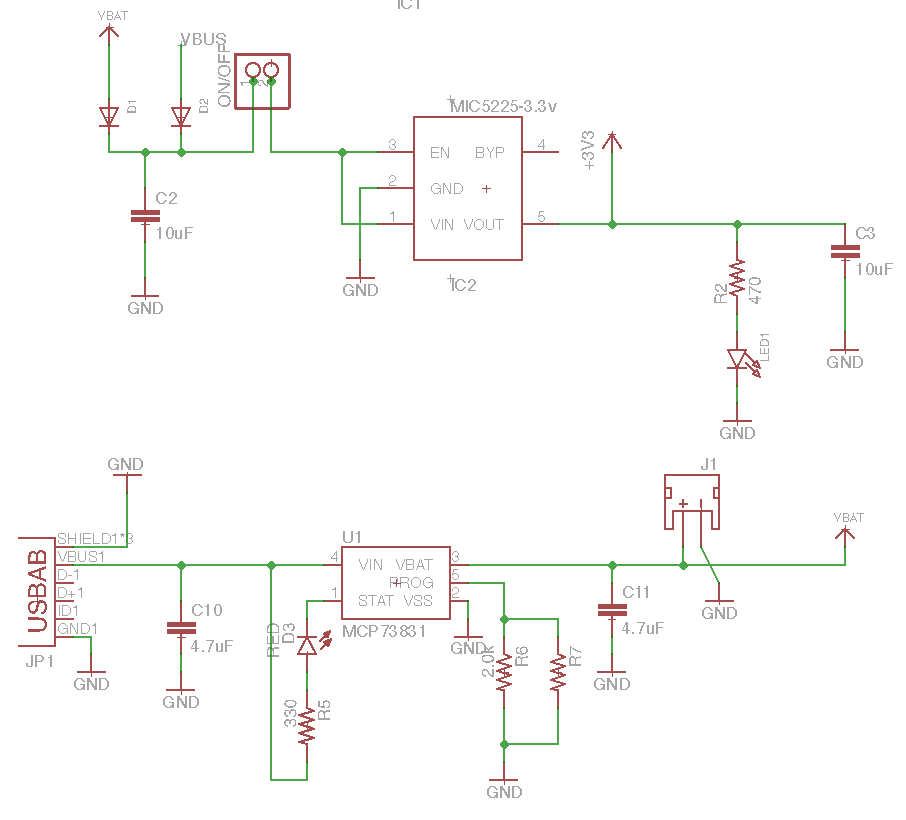 IC1
VBAT
VBUS
ON/OFF
1
2
D1
D2
MIC5225-3.3v
3 EN BYP 4
2 GND
1 VIN VOUT 5
+3V3
C2
10uF
GND
GND
IC2
C3
10uF
R2
470
LED1
GND
GND
GND
J1
+ -
VBAT
SHIELD1*3
VBUS1
D-1
D+1
ID1
GND1
USBAB
JP1
GND
C10
4.7uF
GND
U1
4 VIN VBAT 3
PROG 5
1 STAT VSS 2
MCP73831
RED
D3
330
R5
GND
2.0k
R6
R7
GND
C11
4.7uF
GND
GND